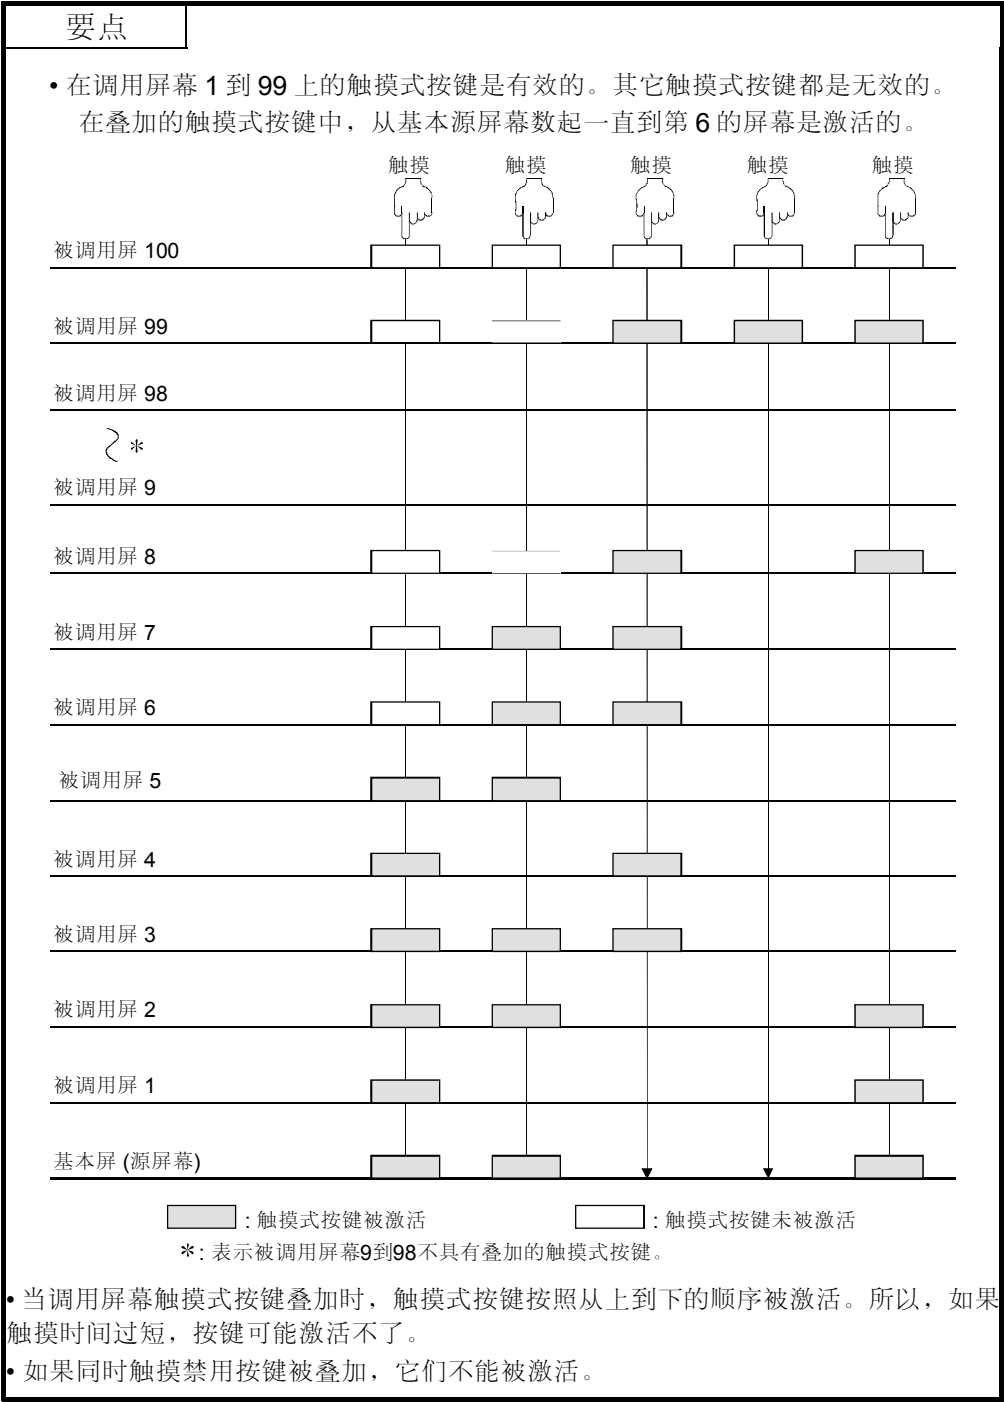 要点
• 在调用屏幕 1 到 99 上的触摸式按键是有效的。其它触摸式按键都是无效的。
在叠加的触摸式按键中，从基本源屏幕数起一直到第 6 的屏幕是激活的。
触摸 触摸 触摸 触摸 触摸
被调用屏 100
被调用屏 99
被调用屏 98
*
被调用屏 9
被调用屏 8
被调用屏 7
被调用屏 6
被调用屏 5
被调用屏 4
被调用屏 3
被调用屏 2
被调用屏 1
基本屏 (源屏幕)
: 触摸式按键被激活 : 触摸式按键未被激活
*: 表示被调用屏幕9到98不具有叠加的触摸式按键。
• 当调用屏幕触摸式按键叠加时，触摸式按键按照从上到下的顺序被激活。所以，如果
触摸时间过短，按键可能激活不了。
• 如果同时触摸禁用按键被叠加，它们不能被激活。